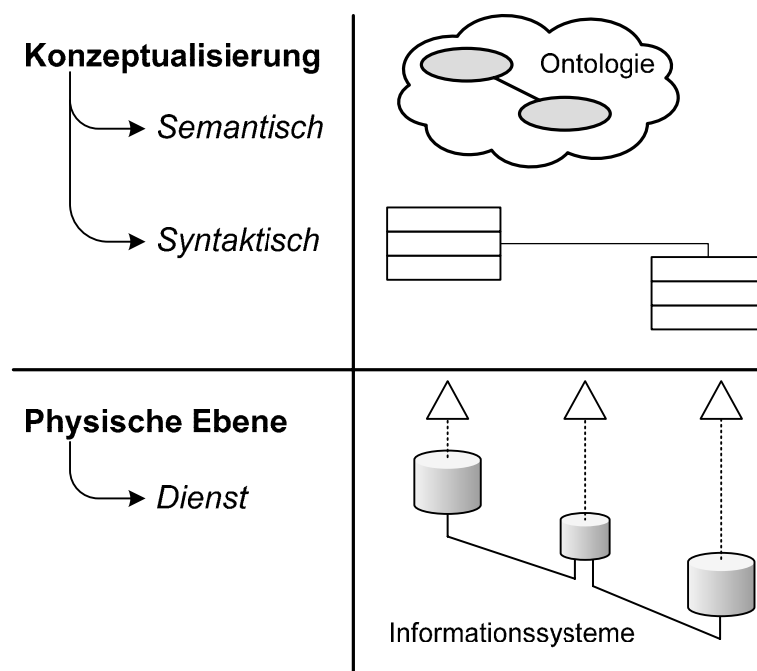 Konzeptualisierung
Ontologie
Semantisch
Syntaktisch
Physische Ebene
Dienst
Informationssysteme